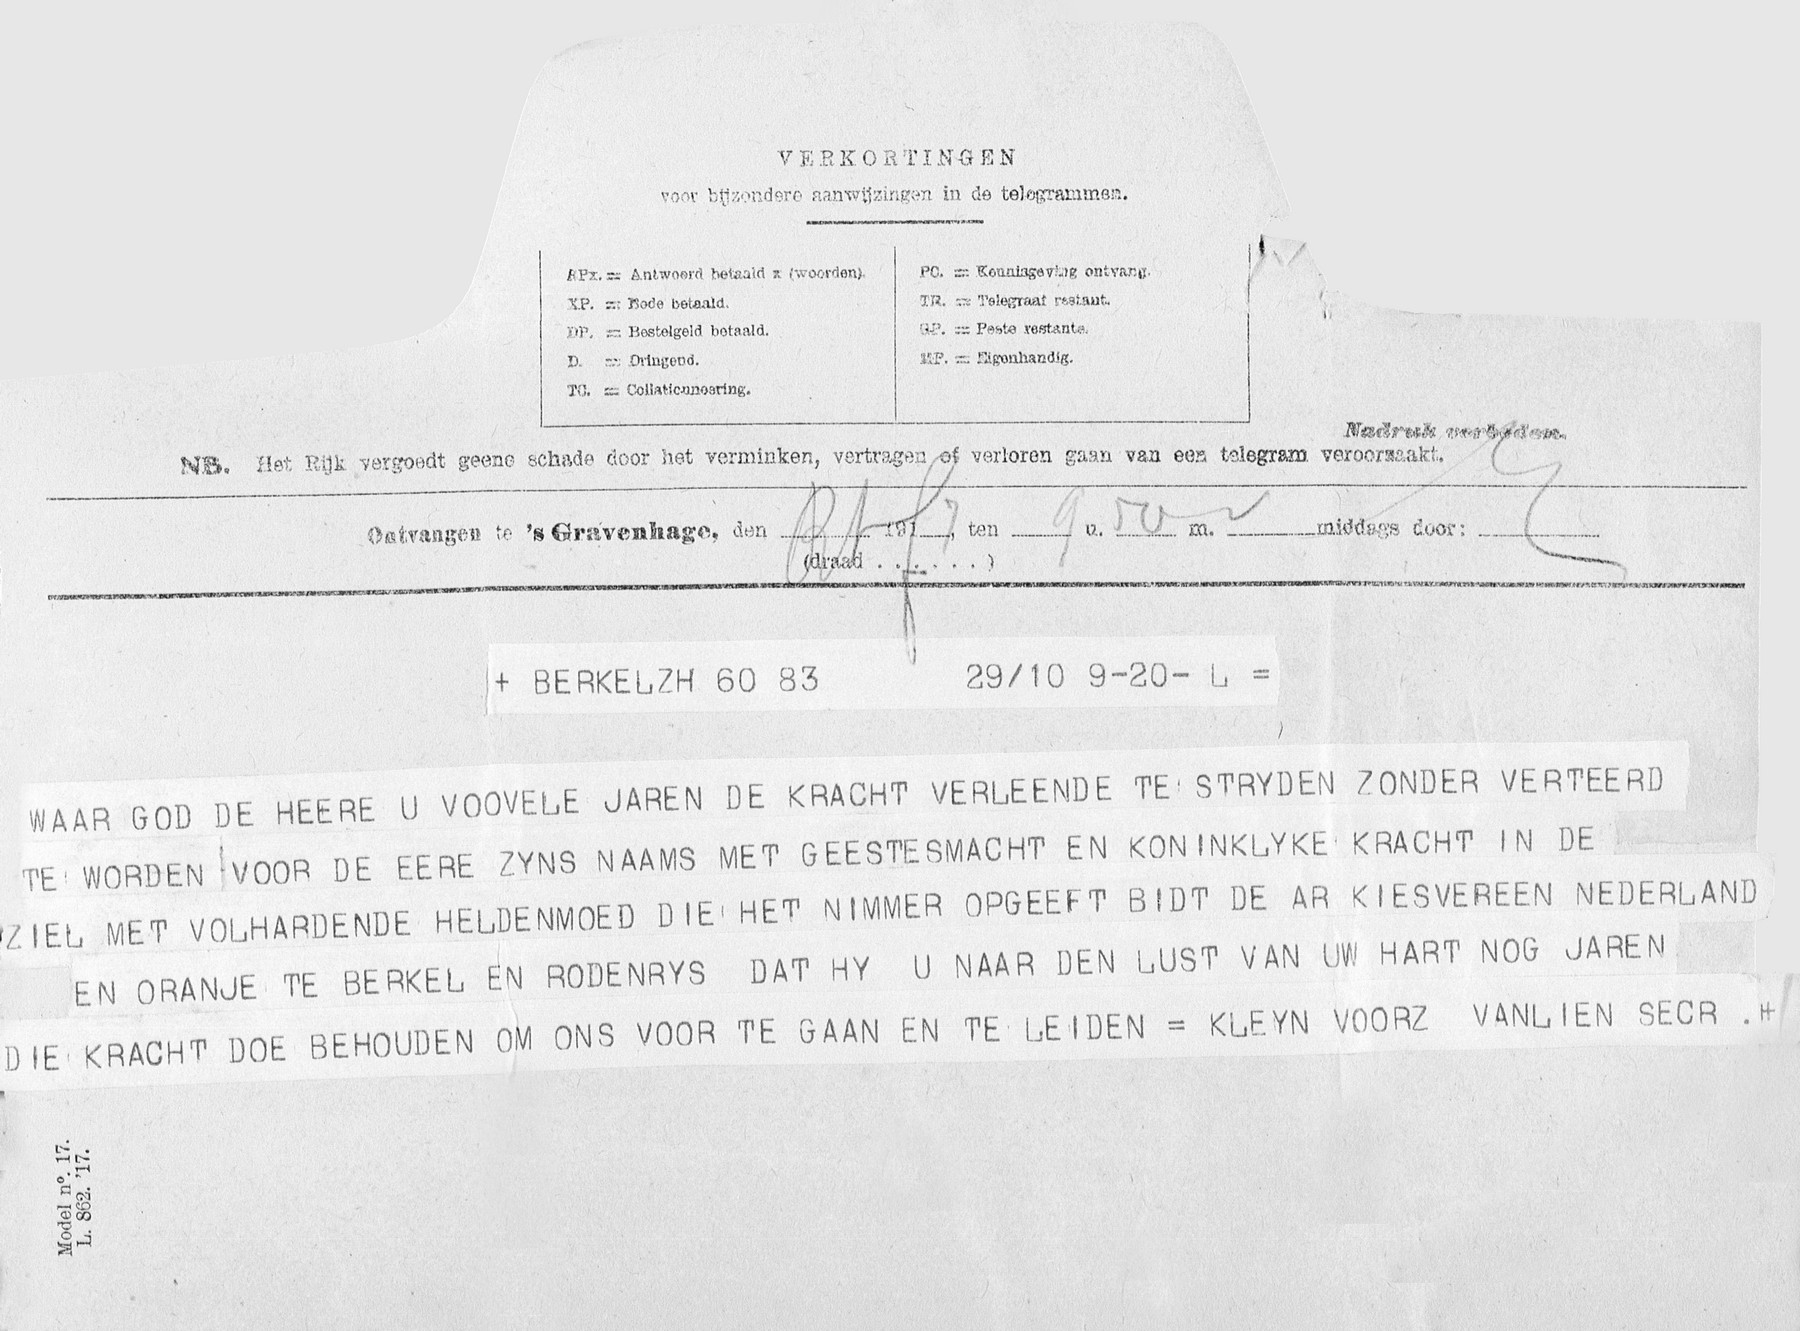 VERKORTINGEN
voor bijzondere aanwijzingen in de telegrammen.
RPx. = Antwoord betaald x (woorden).
XP. = Bode betaald.
DP. = Bestelgeld betaald.
D. = Dringend.
TC. = Collationneering.
PC. = Kennisgeving ontvang.
TR. = Telegraaf restant.
GP. = Poste restante.
MP. = Eigenhandig.
Nadruk verboden.
NB. Het Rijk vergoedt geene schade door het verminken, vertragen of verloren gaan van een telegram veroorzaakt.
Ontvangen te 's Gravenhage, den 1917, ten 9 u. 50 m. middags door:
(draad . . . . . . . )
+ BERKELZH 60 83 29/10 9-20- L =
WAAR GOD DE HEERE U VOOVELE JAREN DE KRACHT VERLEENDE TE STRYDEN ZONDER VERTEERD
TE WORDEN VOOR DE EERE ZYNS NAAMS MET GEESTESMACHT EN KONINKLYKE KRACHT IN DE
ZIEL MET VOLHARDENDE HELDENMOED DIE HET NIMMER OPGEEFT BIDT DE AR KIESVEREEN NEDERLAND
EN ORANJE TE BERKEL EN RODENRYS DAT HY U NAAR DEN LUST VAN UW HART NOG JAREN
DIE KRACHT DOE BEHOUDEN OM ONS VOOR TE GAAN EN TE LEIDEN = KLEYN VOORZ VANLIEN SECR .+
Model nº. 17.
L. 862. '17.